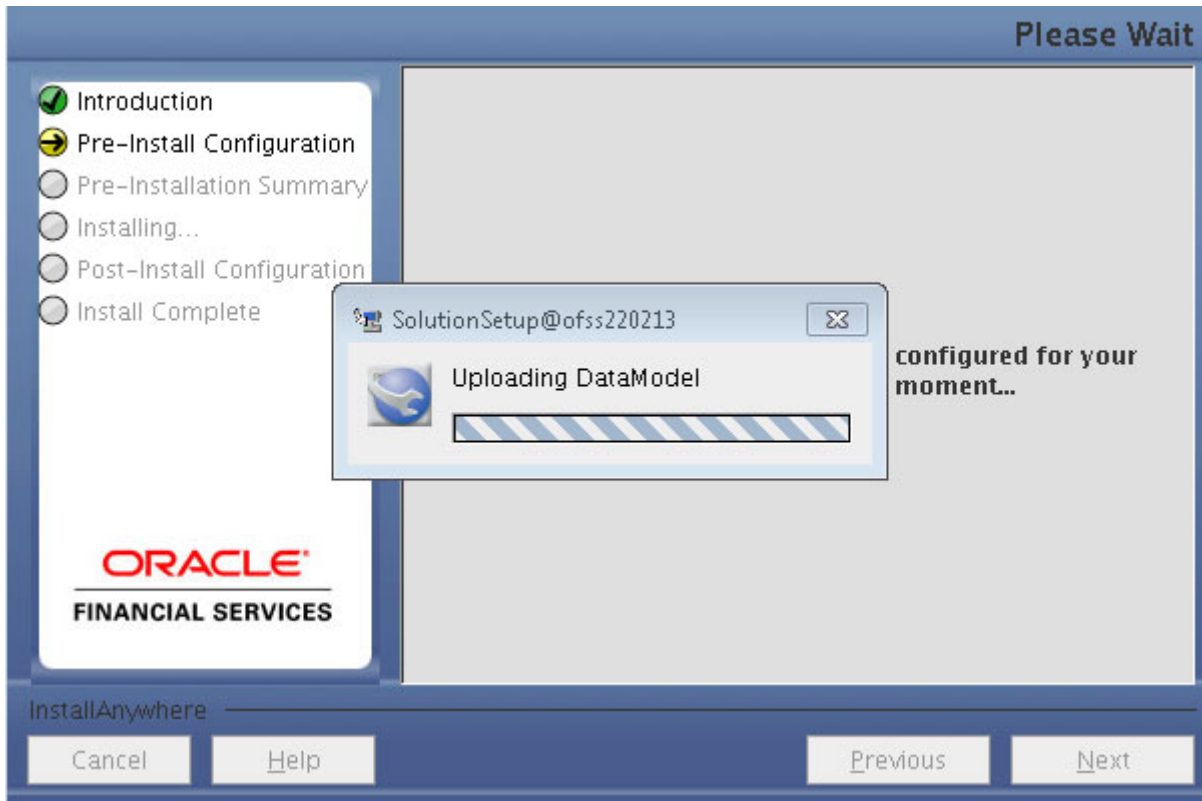 Please Wait
Introduction
Pre-Install Configuration
Pre-Installation Summary
Installing...
Post-Install Configuration
Install Complete
SolutionSetup@ofss220213
Uploading DataModel
configured for your
moment...
ORACLE
FINANCIAL SERVICES
InstallAnywhere
Cancel
Help
Previous
Next